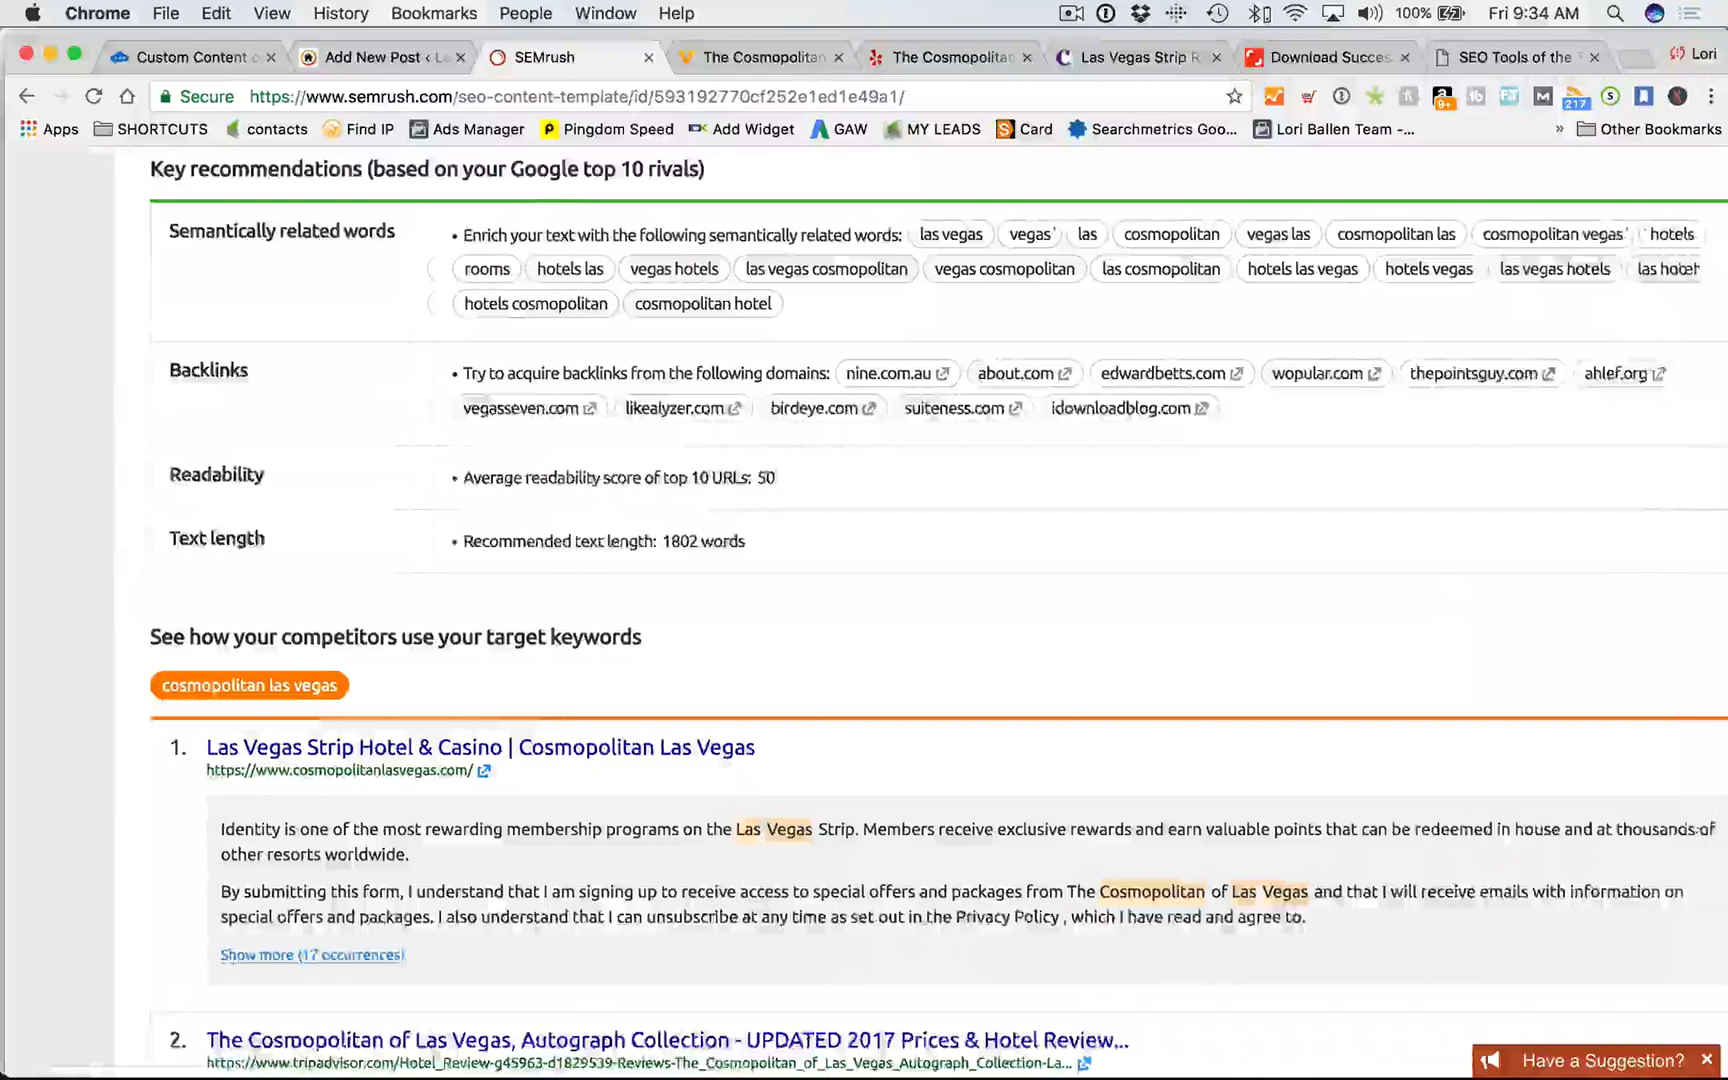 Chrome File Edit View History Bookmarks People Window Help 100% Fri 9:34 AM
Custom Content Add New Post ‹ L SEMrush The Cosmopolitan The Cosmopolitan Las Vegas Strip R Download Succes SEO Tools of the Lori
Secure https://www.semrush.com/seo-content-template/id/593192770cf252e1ed1e49a1/ 9+ 217
Apps SHORTCUTS contacts Find IP Ads Manager Pingdom Speed Add Widget GAW MY LEADS Card Searchmetrics Goo... Lori Ballen Team -... » Other Bookmarks
Key recommendations (based on your Google top 10 rivals)
Semantically related words • Enrich your text with the following semantically related words: las vegas vegas' las cosmopolitan vegas las cosmopolitan las cosmopolitan vegas' hotels
rooms hotels las vegas hotels las vegas cosmopolitan vegas cosmopolitan las cosmopolitan hotels las vegas hotels vegas las vegas hotels las hotel
hotels cosmopolitan cosmopolitan hotel
Backlinks • Try to acquire backlinks from the following domains: nine.com.au about.com edwardbetts.com wopular.com thepointsguy.com ahlef.org
vegasseven.com likealyzer.com birdeye.com suiteness.com idownloadblog.com
Readability • Average readability score of top 10 URLs: 50
Text length • Recommended text length: 1802 words
See how your competitors use your target keywords
cosmopolitan las vegas
1. Las Vegas Strip Hotel & Casino | Cosmopolitan Las Vegas
https://www.cosmopolitanlasvegas.com/
Identity is one of the most rewarding membership programs on the Las Vegas Strip. Members receive exclusive rewards and earn valuable points that can be redeemed in house and at thousands of
other resorts worldwide.
By submitting this form, I understand that I am signing up to receive access to special offers and packages from The Cosmopolitan of Las Vegas and that I will receive emails with information on
special offers and packages. I also understand that I can unsubscribe at any time as set out in the Privacy Policy , which I have read and agree to.
Show more (17 occurrences)
2. The Cosmopolitan of Las Vegas, Autograph Collection - UPDATED 2017 Prices & Hotel Review...
https://www.tripadvisor.com/Hotel_Review-g45963-d1829539-Reviews-The_Cosmopolitan_of_Las_Vegas_Autograph_Collection-La...
Have a Suggestion? ×